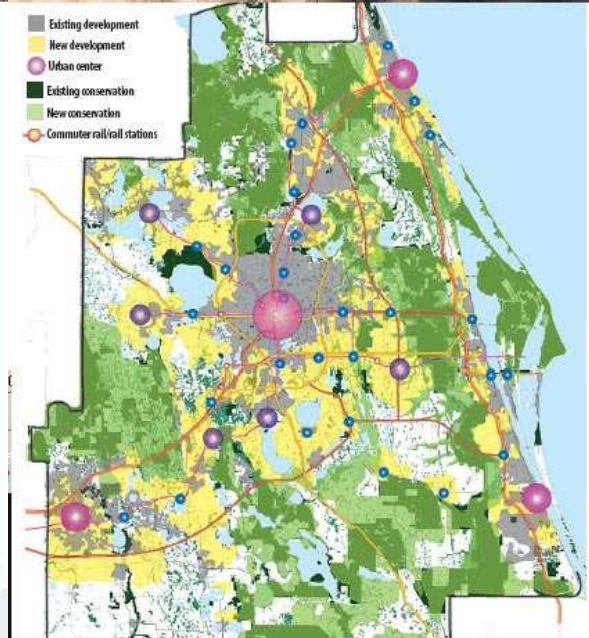 Existing development
New development
Urban center
Existing conservation
New conservation
Commuter rail/rail stations